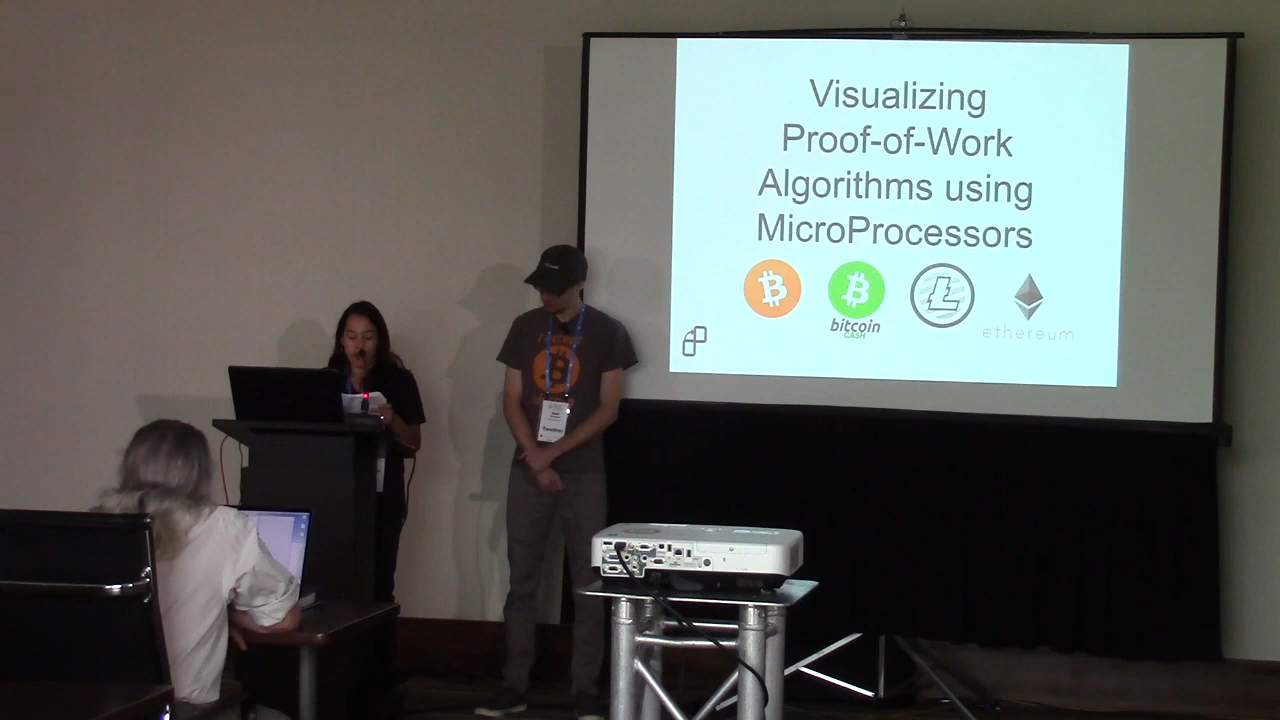 Visualizing
Proof-of-Work
Algorithms using
MicroProcessors
bitcoin
CASH
ethereum